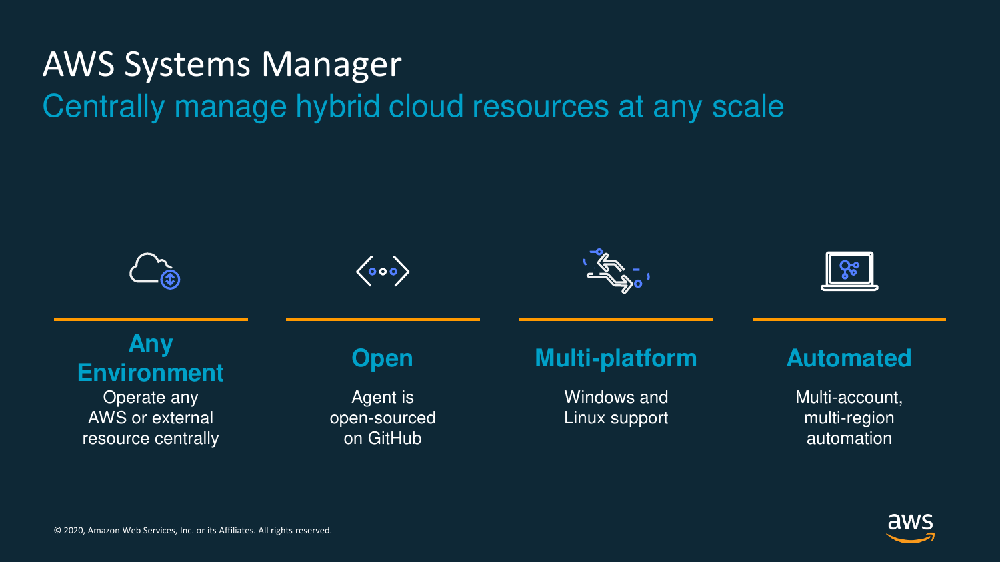 AWS Systems Manager
Centrally manage hybrid cloud resources at any scale
Any
Environment
Operate any
AWS or external
resource centrally
Open
Agent is
open-sourced
on GitHub
Multi-platform
Windows and
Linux support
Automated
Multi-account,
multi-region
automation
© 2020, Amazon Web Services, Inc. or its Affiliates. All rights reserved.
aws